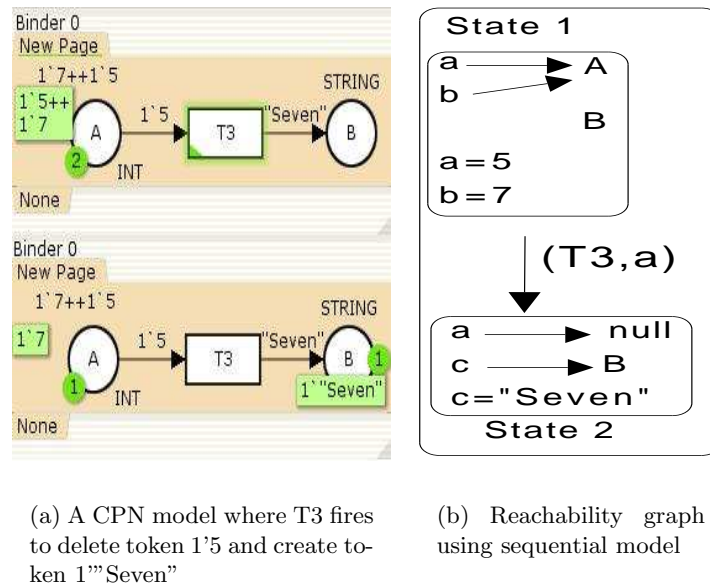 Binder 0
New Page
1`7++1`5
1`5++
1`7
A
2
INT
1`5
T3
"Seven"
STRING
B
None
Binder 0
New Page
1`7++1`5
1`7
A
1
INT
1`5
T3
"Seven"
STRING
B
1
1`"Seven"
None
(a) A CPN model where T3 fires
to delete token 1'5 and create to-
ken 1'"Seven"
State 1
a A
b
B
a=5
b=7
(T3,a)
a null
c B
c="Seven"
State 2
(b) Reachability graph
using sequential model